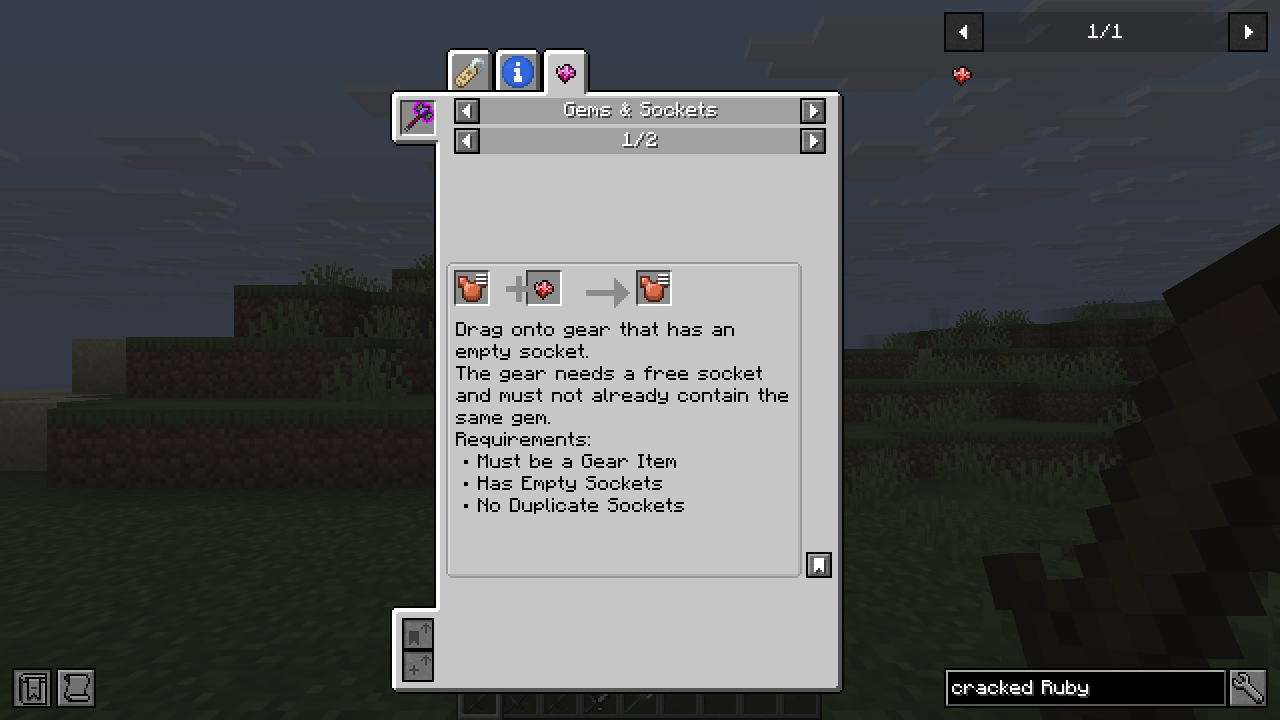 1/1
Gems & Sockets
1/2
Drag onto gear that has an
empty socket.
The gear needs a free socket
and must not already contain the
same gem.
Requirements:
• Must be a Gear Item
• Has Empty Sockets
• No Duplicate Sockets
cracked Ruby